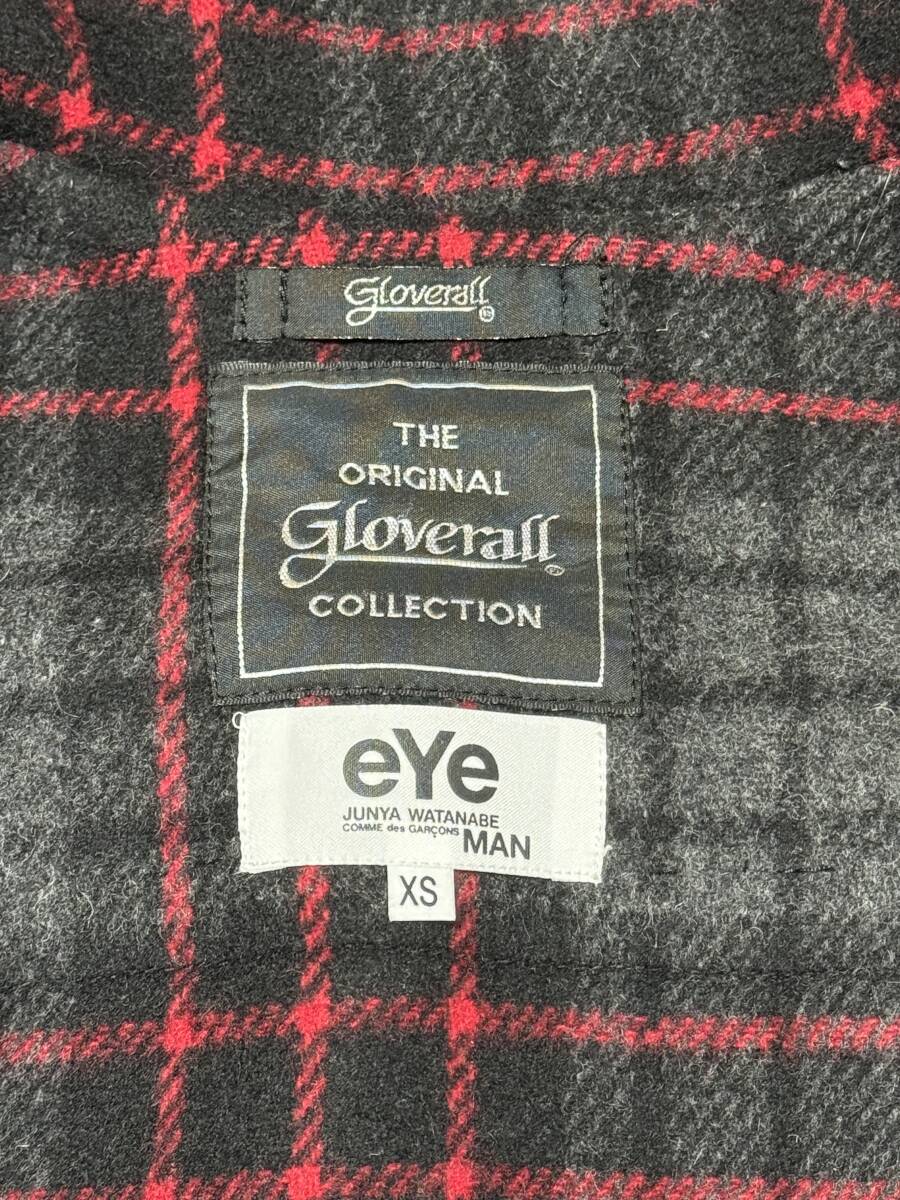 Gloverall
THE
ORIGINAL
Gloverall
COLLECTION
eYe
JUNYA WATANABE
COMME des GARÇONS MAN
XS